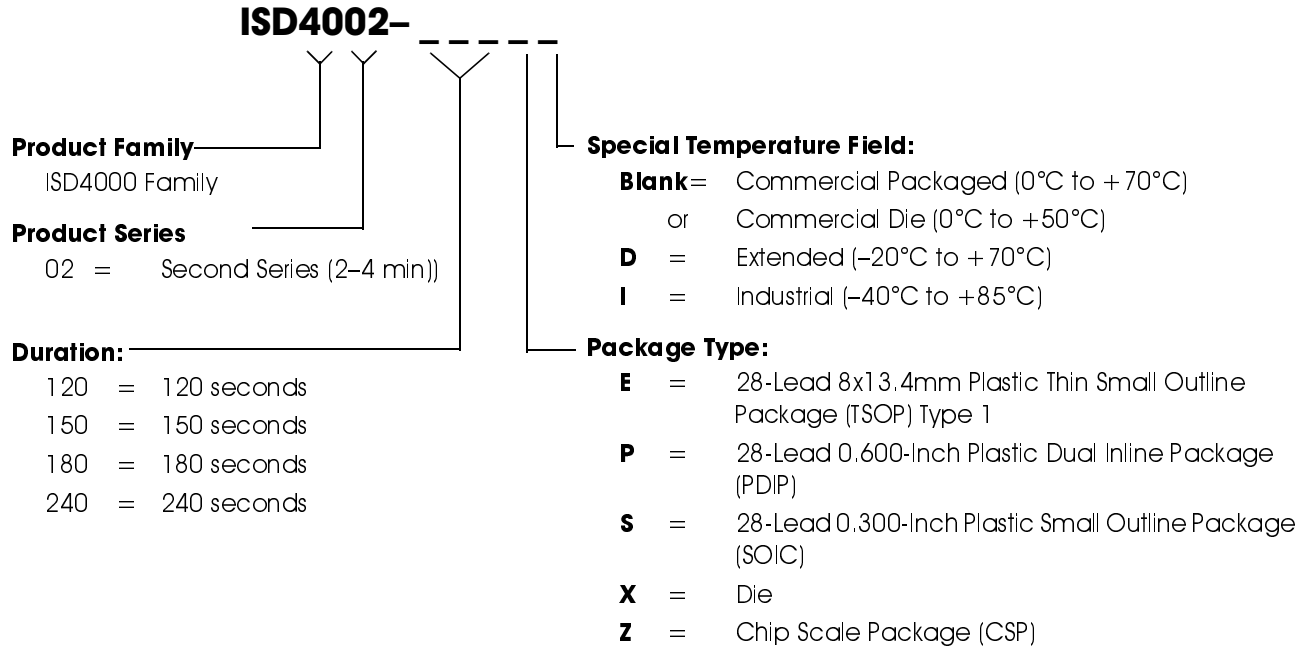 ISD4002– _ _ _ _ _
Product Family
ISD4000 Family
Product Series
02 = Second Series (2–4 min))
Duration:
120 = 120 seconds
150 = 150 seconds
180 = 180 seconds
240 = 240 seconds
Special Temperature Field:
Blank= Commercial Packaged (0°C to +70°C)
or Commercial Die (0°C to +50°C)
D = Extended (–20°C to +70°C)
I = Industrial (–40°C to +85°C)
Package Type:
E = 28-Lead 8x13.4mm Plastic Thin Small Outline
Package (TSOP) Type 1
P = 28-Lead 0.600-Inch Plastic Dual Inline Package
(PDIP)
S = 28-Lead 0.300-Inch Plastic Small Outline Package
(SOIC)
X = Die
Z = Chip Scale Package (CSP)